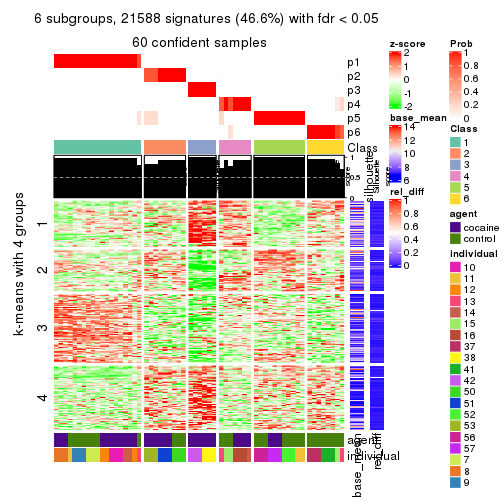 6 subgroups, 21588 signatures (46.6%) with fdr < 0.05
60 confident samples
p1
p2
p3
p4
p5
p6
Class
1
0.5
0
silhouette
score
k-means with 4 groups
1
2
3
4
agent
individual
base_mean
rel_diff
z-score
2
1
0
-1
-2
base_mean
14
12
10
8
6
rel_diff
1
0.8
0.6
0.4
0.2
0
Prob
1
0.8
0.6
0.4
0.2
0
Class
1
2
3
4
5
6
agent
cocaine
control
individual
10
11
12
13
14
15
16
37
38
41
42
50
51
52
53
56
57
7
8
9